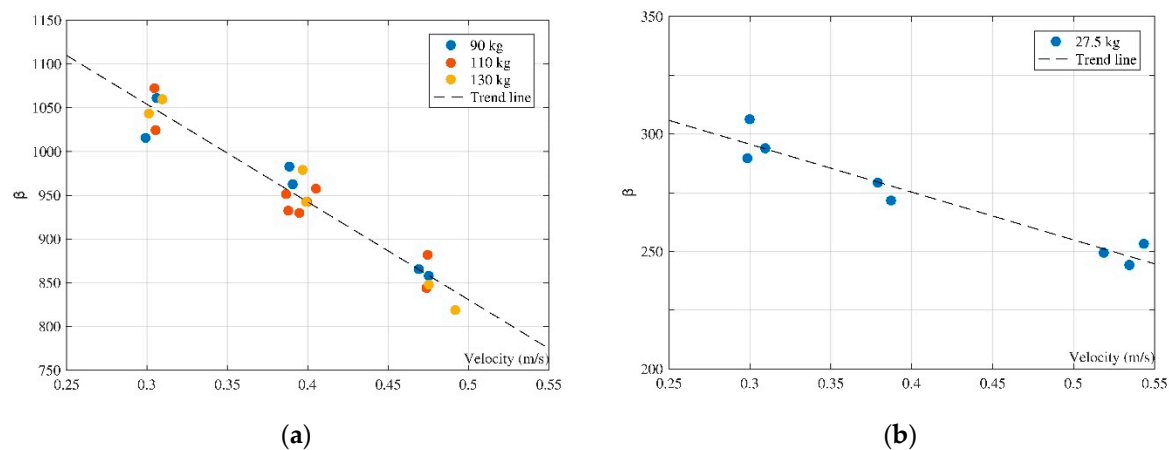 (a)
1150
1100
1050
1000
950
900
850
800
750
β
90 kg
110 kg
130 kg
Trend line
Velocity (m/s)
0.25 0.3 0.35 0.4 0.45 0.5 0.55
(a)
(b)
350
300
250
200
β
27.5 kg
Trend line
Velocity (m/s)
0.25 0.3 0.35 0.4 0.45 0.5 0.55
(b)